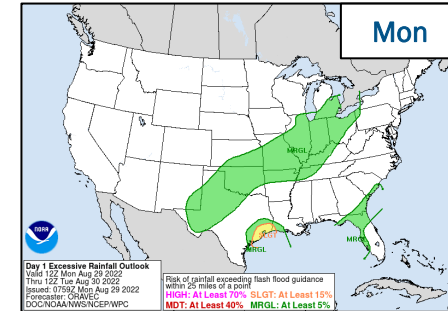 Mon
MRGL
SLGT
MRGL
MRGL
NOAA
Day 1 Excessive Rainfall Outlook
Valid 12Z Mon Aug 29 2022
Thru 12Z Tue Aug 30 2022
Issued: 0759Z Mon Aug 29 2022
Forecaster: ORAVEC
DOC/NOAA/NWS/NCEP/WPC
Risk of rainfall exceeding flash flood guidance
within 25 miles of a point
HIGH: At Least 70% SLGT: At Least 15%
MDT: At Least 40% MRGL: At Least 5%